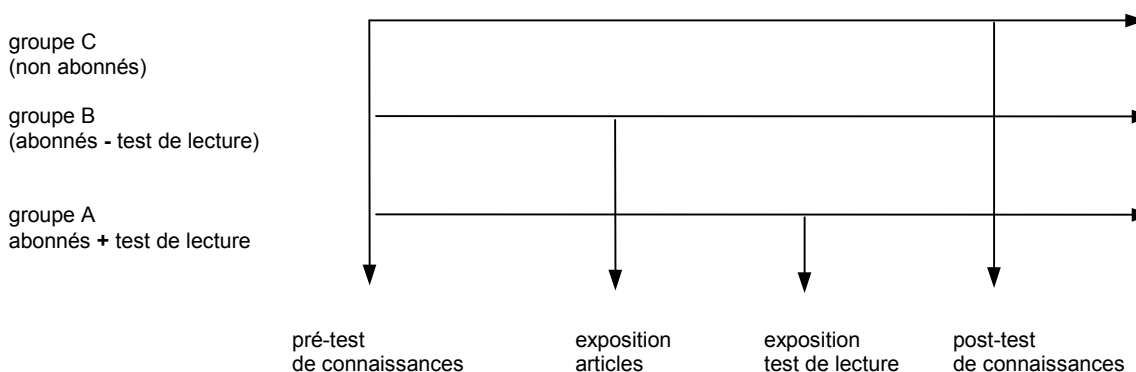 groupe C
(non abonnés)
groupe B
(abonnés - test de lecture)
groupe A
abonnés + test de lecture
pré-test
de connaissances
exposition
articles
exposition
test de lecture
post-test
de connaissances